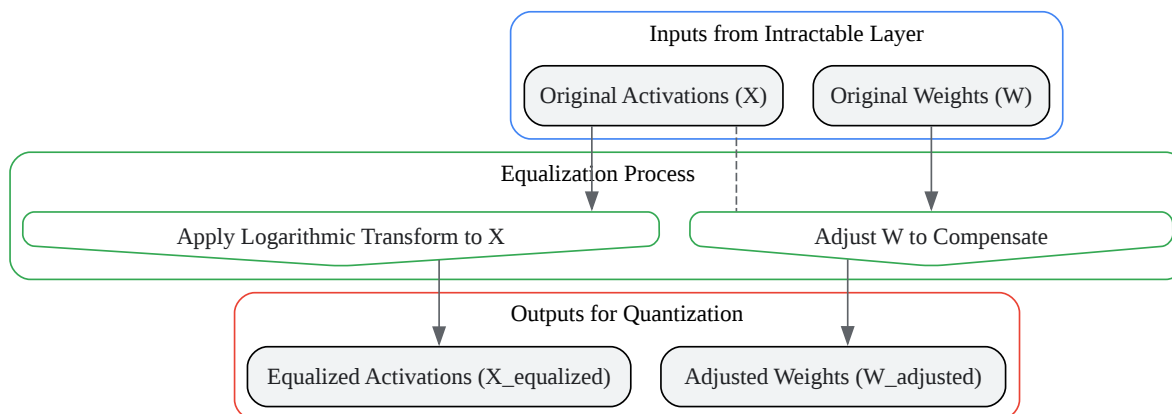 Inputs from Intractable Layer
Original Activations (X)
Original Weights (W)
Equalization Process
Apply Logarithmic Transform to X
Adjust W to Compensate
Outputs for Quantization
Equalized Activations (X_equalized)
Adjusted Weights (W_adjusted)